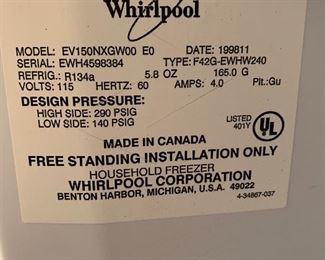 Whirlpool
MODEL: EV150NXGW00 E0 DATE: 199811
SERIAL: EWH4598384 TYPE: F42G-EWHW240
REFRIG.: R134a 5.8 OZ 165.0 G
VOLTS: 115 HERTZ: 60 AMPS: 4.0 Plt.:Gu
DESIGN PRESSURE:
HIGH SIDE: 290 PSIG
LOW SIDE: 140 PSIG
LISTED
401Y
UL
MADE IN CANADA
FREE STANDING INSTALLATION ONLY
HOUSEHOLD FREEZER
WHIRLPOOL CORPORATION
BENTON HARBOR, MICHIGAN, U.S.A. 49022
4-34867-037